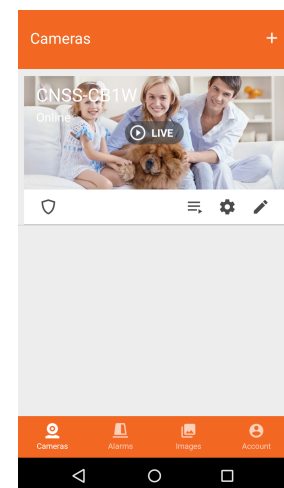 Cameras
CNSS-CB1W
Online
LIVE
Cameras
Alarms
Images
Account